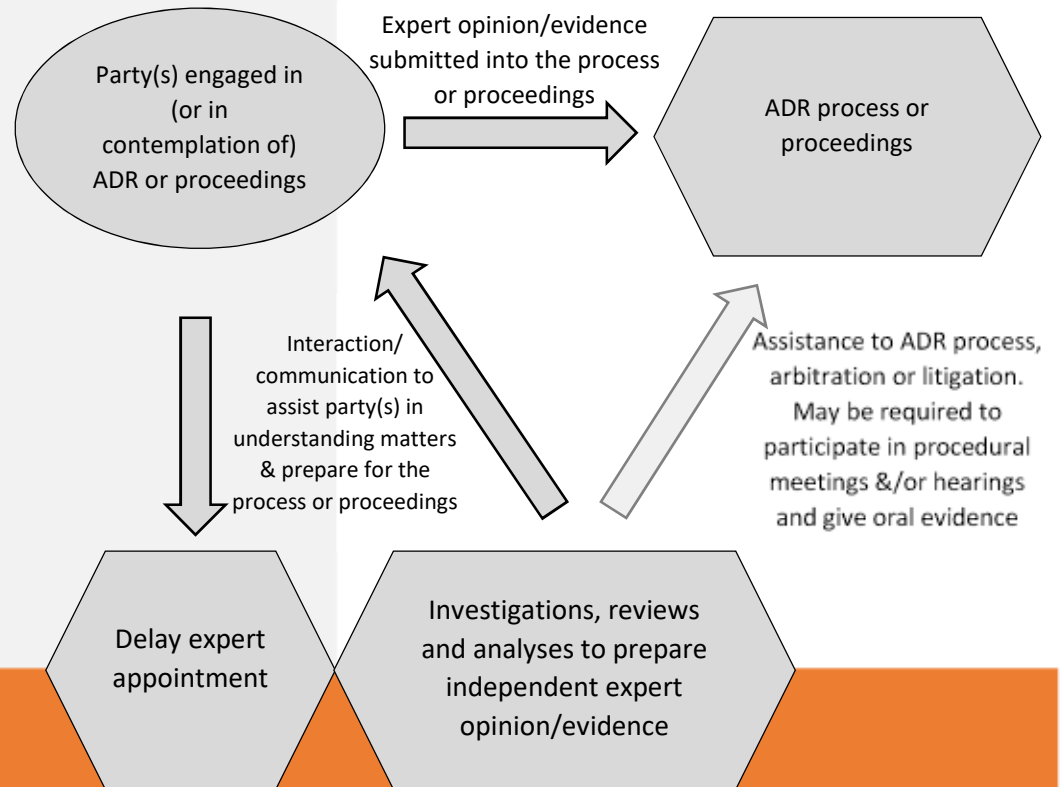 Party(s) engaged in
(or in
contemplation of)
ADR or proceedings
Expert opinion/evidence
submitted into the process
or proceedings
ADR process or
proceedings
Interaction/
communication to
assist party(s) in
understanding matters
& prepare for the
process or proceedings
Assistance to ADR process,
arbitration or litigation.
May be required to
participate in procedural
meetings &/or hearings
and give oral evidence
Delay expert
appointment
Investigations, reviews
and analyses to prepare
independent expert
opinion/evidence